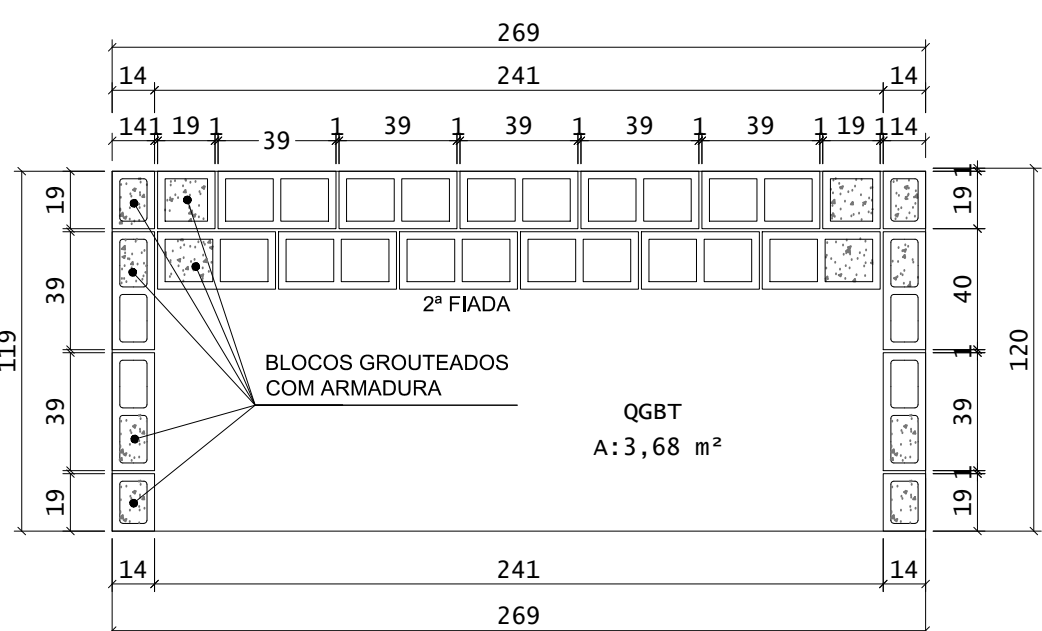 269
14 241 14
14 1 19 1 39 1 39 1 39 1 39 1 39 1 19 1 14
119
19
39
39
19
1
19
40
1
39
1
19
120
2ª FIADA
BLOCOS GROUTEADOS
COM ARMADURA
QGBT
A:3,68 m²
14 241 14
269